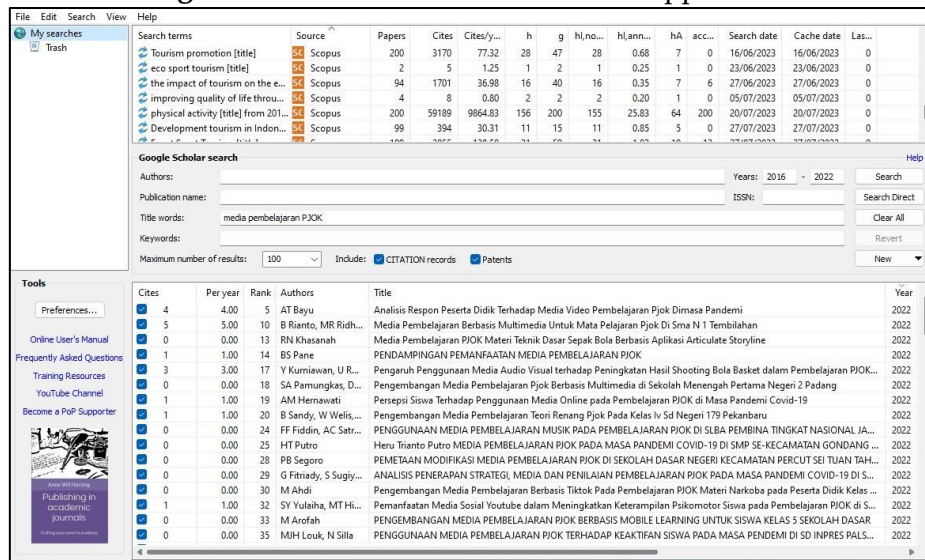 File Edit Search View Help
My searches
Trash
Search terms Source Papers Cites Cites/y... h g hI,no... hI,ann... hA acc... Search date Cache date Las...
Tourism promotion [title] SC Scopus 200 3170 77.32 28 47 28 0.68 7 0 16/06/2023 16/06/2023 0
eco sport tourism [title] SC Scopus 2 5 1.25 1 2 1 0.25 1 0 23/06/2023 23/06/2023 0
the impact of tourism on the e... SC Scopus 94 1701 36.98 16 40 16 0.35 7 6 27/06/2023 27/06/2023 0
improving quality of life throu... SC Scopus 4 8 0.80 2 2 2 0.20 1 0 05/07/2023 05/07/2023 0
physical activity [title] from 201... SC Scopus 200 59189 9864.83 156 200 155 25.83 64 200 20/07/2023 20/07/2023 0
Development tourism in Indon... SC Scopus 99 394 30.31 11 15 11 0.85 5 0 27/07/2023 27/07/2023 0
Google Scholar search Help
Authors: Years: 2016 - 2022 Search
Publication name: ISSN: Search Direct
Title words: media pembelajaran PJOK Clear All
Keywords: Revert
Maximum number of results: 100 Include: CITATION records Patents New
Tools
Preferences...
Online User's Manual
Frequently Asked Questions
Training Resources
YouTube Channel
Become a PoP Supporter
Anne-Wil Harzing
Publishing in
academic
journals
Cites Per year Rank Authors Title Year
4 4.00 5 AT Bayu Analisis Respon Peserta Didik Terhadap Media Video Pembelajaran Pjok Dimasa Pandemi 2022
5 5.00 10 B Rianto, MR Ridh... Media Pembelajaran Berbasis Multimedia Untuk Mata Pelajaran Pjok Di Sma N 1 Tembilahan 2022
0 0.00 13 RN Khasanah Media Pembelajaran PJOK Materi Teknik Dasar Sepak Bola Berbasis Aplikasi Articulate Storyline 2022
1 1.00 14 BS Pane PENDAMPINGAN PEMANFAATAN MEDIA PEMBELAJARAN PJOK 2022
3 3.00 17 Y Kurniawan, U R... Pengaruh Penggunaan Media Audio Visual terhadap Peningkatan Hasil Shooting Bola Basket dalam Pembelajaran PJOK... 2022
0 0.00 18 SA Pamungkas, D... Pengembangan Media Pembelajaran Pjok Berbasis Multimedia di Sekolah Menengah Pertama Negeri 2 Padang 2022
1 1.00 19 AM Hernawati Persepsi Siswa Terhadap Penggunaan Media Online pada Pembelajaran PJOK di Masa Pandemi Covid-19 2022
1 1.00 20 B Sandy, W Welis,... Pengembangan Media Pembelajaran Teori Renang Pjok Pada Kelas Iv Sd Negeri 179 Pekanbaru 2022
0 0.00 24 FF Fiddin, AC Satr... PENGGUNAAN MEDIA PEMBELAJARAN MUSIK PADA PEMBELAJARAN PJOK DI SLBA PEMBINA TINGKAT NASIONAL JA... 2022
0 0.00 25 HT Putro Heru Trianto Putro MEDIA PEMBELAJARAN PJOK PADA MASA PANDEMI COVID-19 DI SMP SE-KECAMATAN GONDANG ... 2022
0 0.00 28 PB Segoro PEMETAAN MODIFIKASI MEDIA PEMBELAJARAN PJOK DI SEKOLAH DASAR NEGERI KECAMATAN PERCUT SEI TUAN TAH... 2022
0 0.00 29 G Fitriady, S Sugiy... ANALISIS PENERAPAN STRATEGI, MEDIA DAN PENILAIAN PEMBELAJARAN PJOK PADA MASA PANDEMI COVID-19 DI S... 2022
0 0.00 30 M Ahdi Pengembangan Media Pembelajaran Berbasis Tiktok Pada Pembelajaran PJOK Materi Narkoba pada Peserta Didik Kelas ... 2022
1 1.00 32 SY Yulaiha, MT Hi... Pemanfaatan Media Sosial Youtube dalam Meningkatkan Keterampilan Psikomotor Siswa pada Pembelajaran PJOK di S... 2022
0 0.00 33 M Arofah PENGEMBANGAN MEDIA PEMBELAJARAN PJOK BERBASIS MOBILE LEARNING UNTUK SISWA KELAS 5 SEKOLAH DASAR 2022
0 0.00 35 MJH Louk, N Silla PENGGUNAAN MEDIA PEMBELAJARAN PJOK TERHADAP KEAKTIFAN SISWA PADA MASA PENDEMI DI SD INPRES PALS... 2022